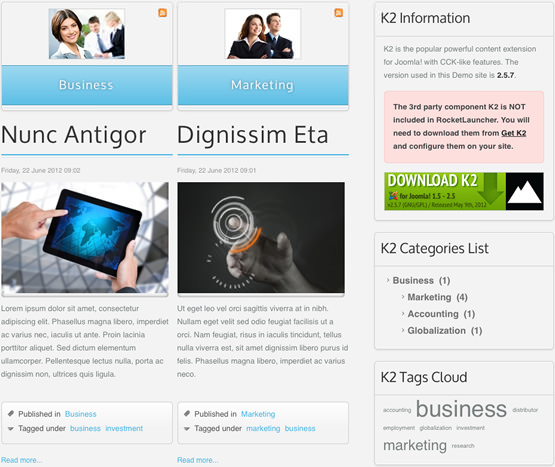 Business
Nunc Antigor
Friday, 22 June 2012 09:02
Lorem ipsum dolor sit amet, consectetur
adipiscing elit. Phasellus magna libero, imperdiet
ac varius nec, iaculis ut ante. Proin lacinia
porttitor aliquet. Sed dictum elementum
ullamcorper. Pellentesque lectus nulla, porta ac
dignissim non, ultrices quis ligula.
Published in Business
Tagged under business investment
Read more...
Marketing
Dignissim Eta
Friday, 22 June 2012 09:01
Ut eget leo vel orci sagittis viverra at in nibh.
Nullam eget velit sed odio feugiat facilisis ut a
orci. Nam feugiat, risus in iaculis tincidunt, tellus
nulla viverra est, sit amet dignissim libero purus id
felis. Phasellus magna libero, imperdiet ac varius
neco.
Published in Marketing
Tagged under marketing business
Read more...
K2 Information
K2 is the popular powerful content extension
for Joomla! with CCK-like features. The
version used in this Demo site is 2.5.7.
The 3rd party component K2 is NOT
included in RocketLauncher. You will
need to download them from Get K2
and configure them on your site.
DOWNLOAD K2
for Joomla! 1.5 - 2.5
v2.5.7 (GNU/GPL) / Released May 9th, 2012
K2 Categories List
Business (1)
Marketing (4)
Accounting (1)
Globalization (1)
K2 Tags Cloud
accounting business distributor
employment globalization investment
marketing research